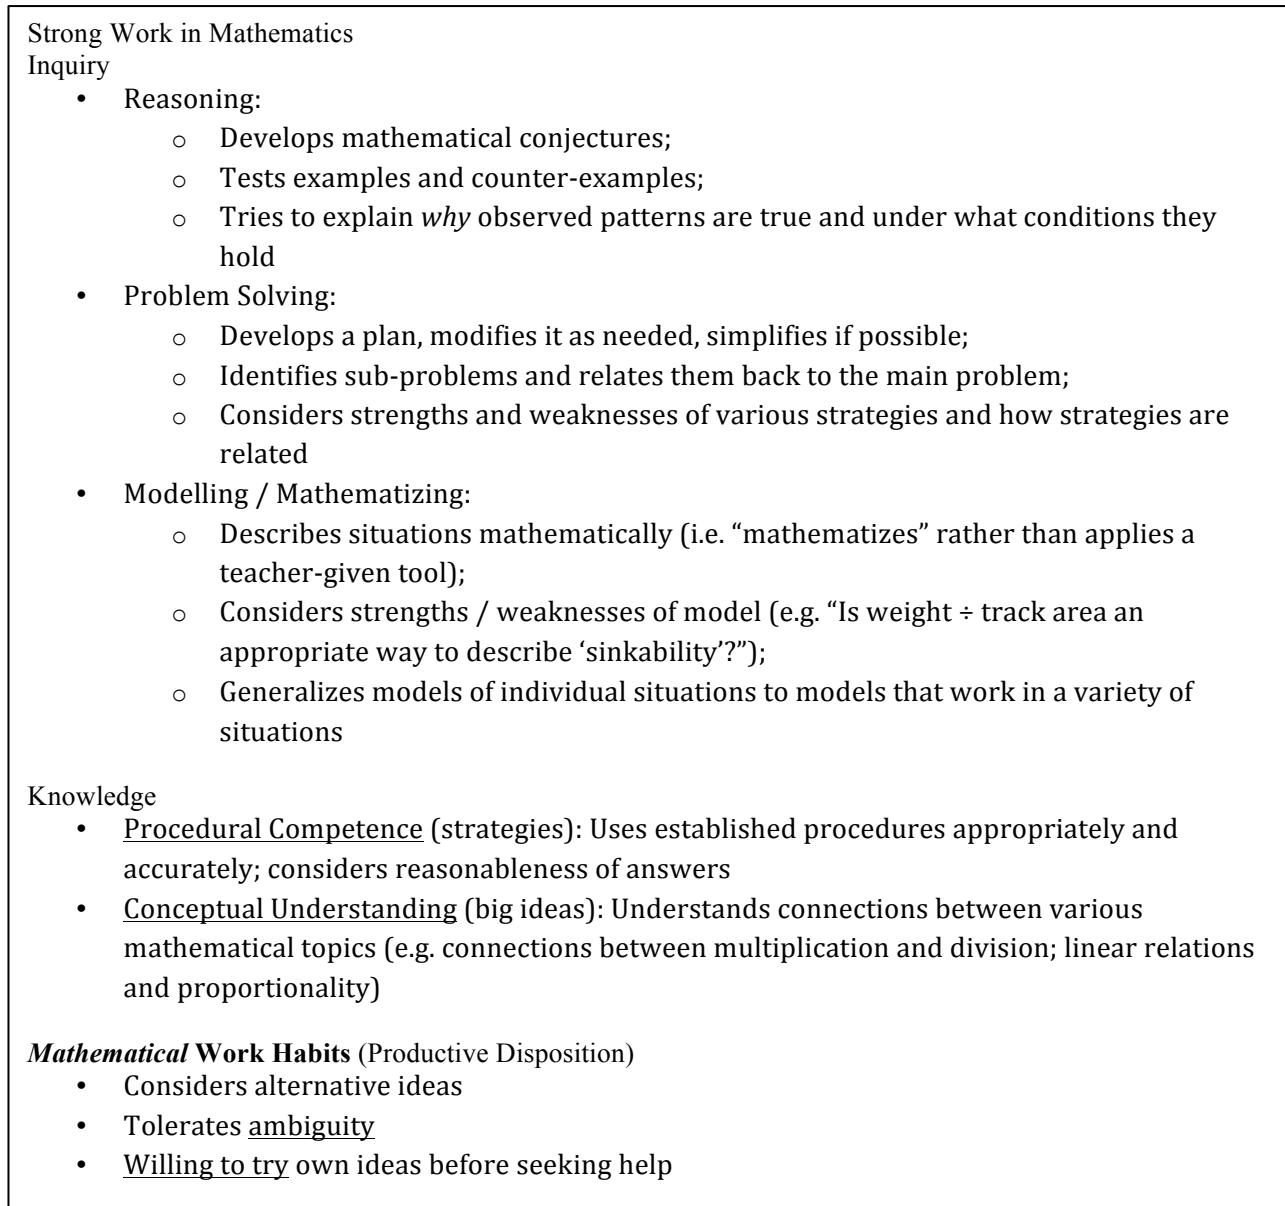 Strong Work in Mathematics
Inquiry
• Reasoning:
o Develops mathematical conjectures;
o Tests examples and counter-examples;
o Tries to explain why observed patterns are true and under what conditions they
hold
• Problem Solving:
o Develops a plan, modifies it as needed, simplifies if possible;
o Identifies sub-problems and relates them back to the main problem;
o Considers strengths and weaknesses of various strategies and how strategies are
related
• Modelling / Mathematizing:
o Describes situations mathematically (i.e. “mathematizes” rather than applies a
teacher-given tool);
o Considers strengths / weaknesses of model (e.g. “Is weight ÷ track area an
appropriate way to describe ‘sinkability’?”);
o Generalizes models of individual situations to models that work in a variety of
situations
Knowledge
• Procedural Competence (strategies): Uses established procedures appropriately and
accurately; considers reasonableness of answers
• Conceptual Understanding (big ideas): Understands connections between various
mathematical topics (e.g. connections between multiplication and division; linear relations
and proportionality)
Mathematical Work Habits (Productive Disposition)
• Considers alternative ideas
• Tolerates ambiguity
• Willing to try own ideas before seeking help